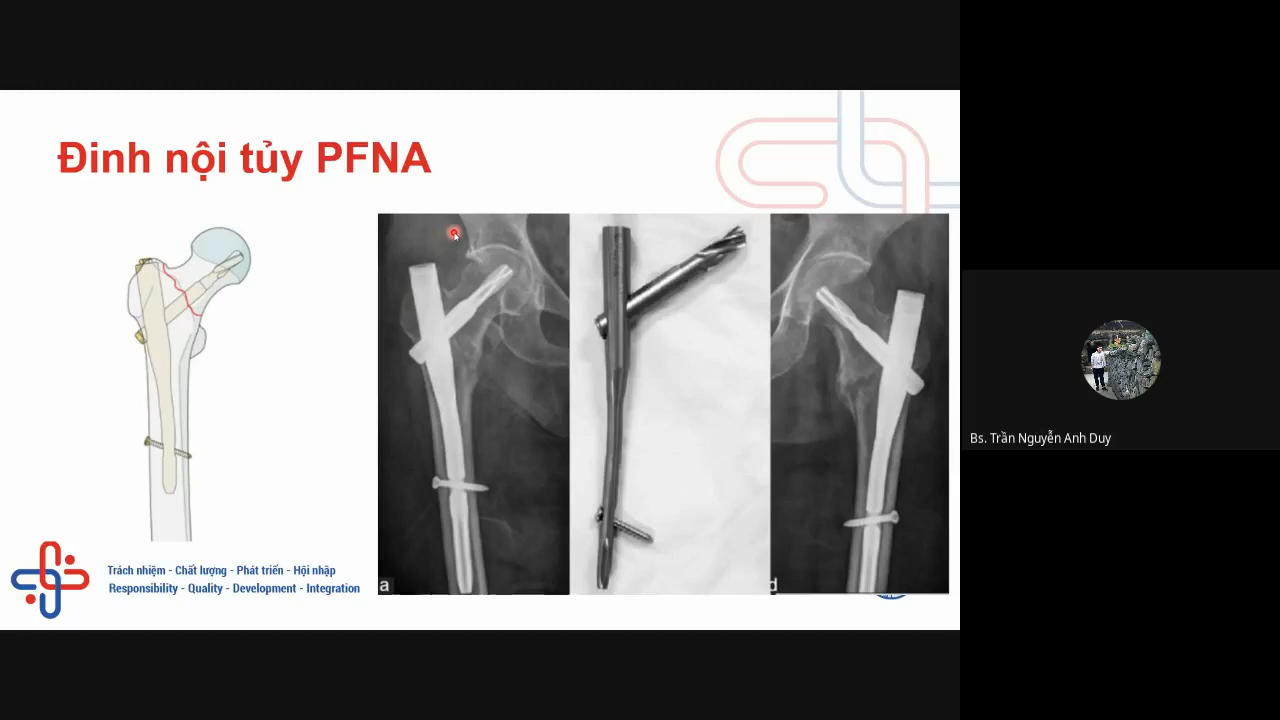 Đinh nội tủy PFNA
a
d
Trách nhiệm - Chất lượng - Phát triển - Hội nhập
Responsibility - Quality - Development - Integration
Bs. Trần Nguyễn Anh Duy